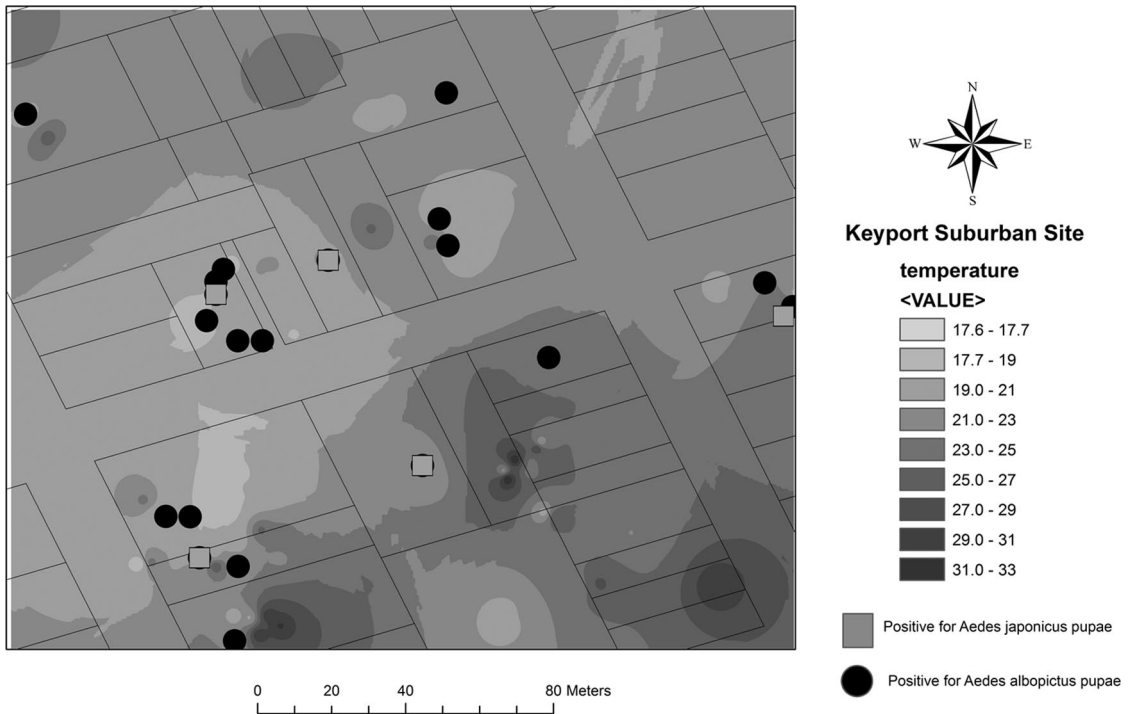 N
W E
S
Keyport Suburban Site
temperature
<VALUE>
17.6 - 17.7
17.7 - 19
19.0 - 21
21.0 - 23
23.0 - 25
25.0 - 27
27.0 - 29
29.0 - 31
31.0 - 33
Positive for Aedes japonicus pupae
Positive for Aedes albopictus pupae
0 20 40 80 Meters